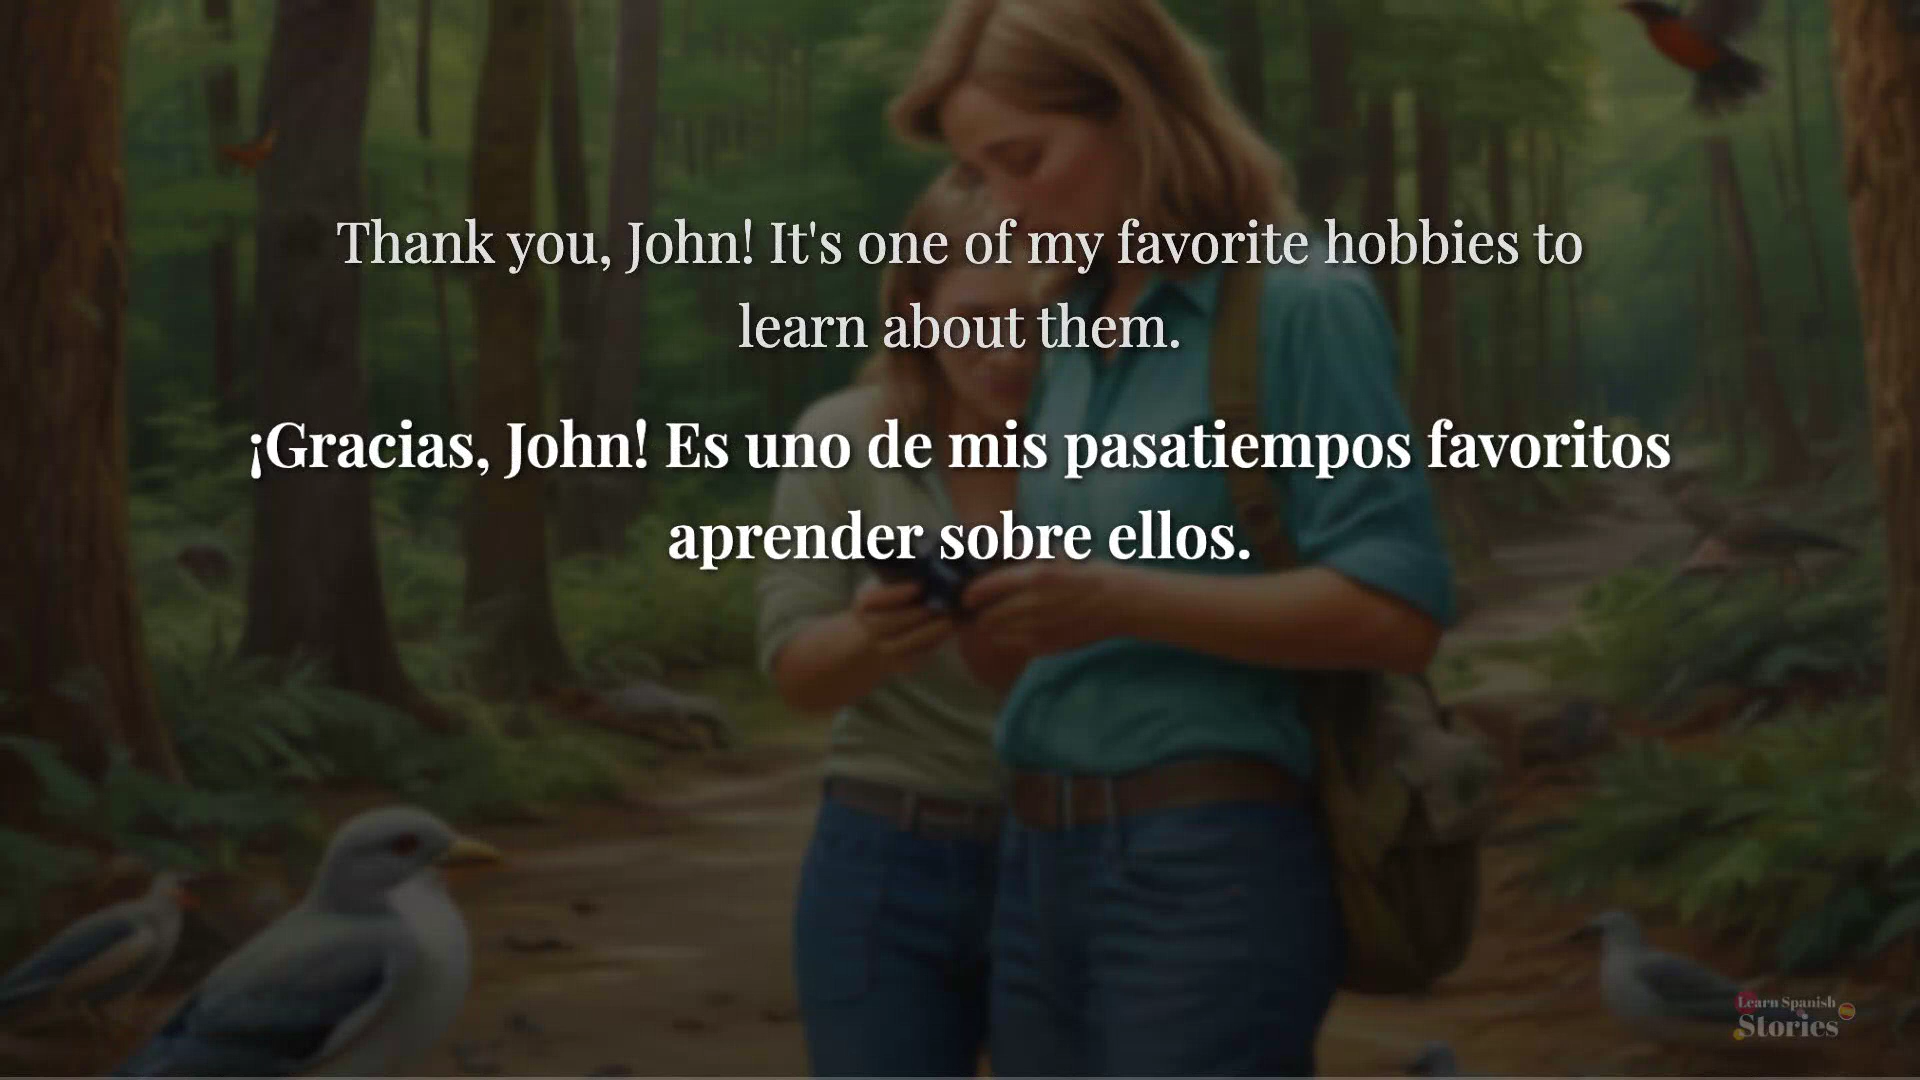 Thank you, John! It's one of my favorite hobbies to
learn about them.
¡Gracias, John! Es uno de mis pasatiempos favoritos
aprender sobre ellos.
Learn Spanish
Stories